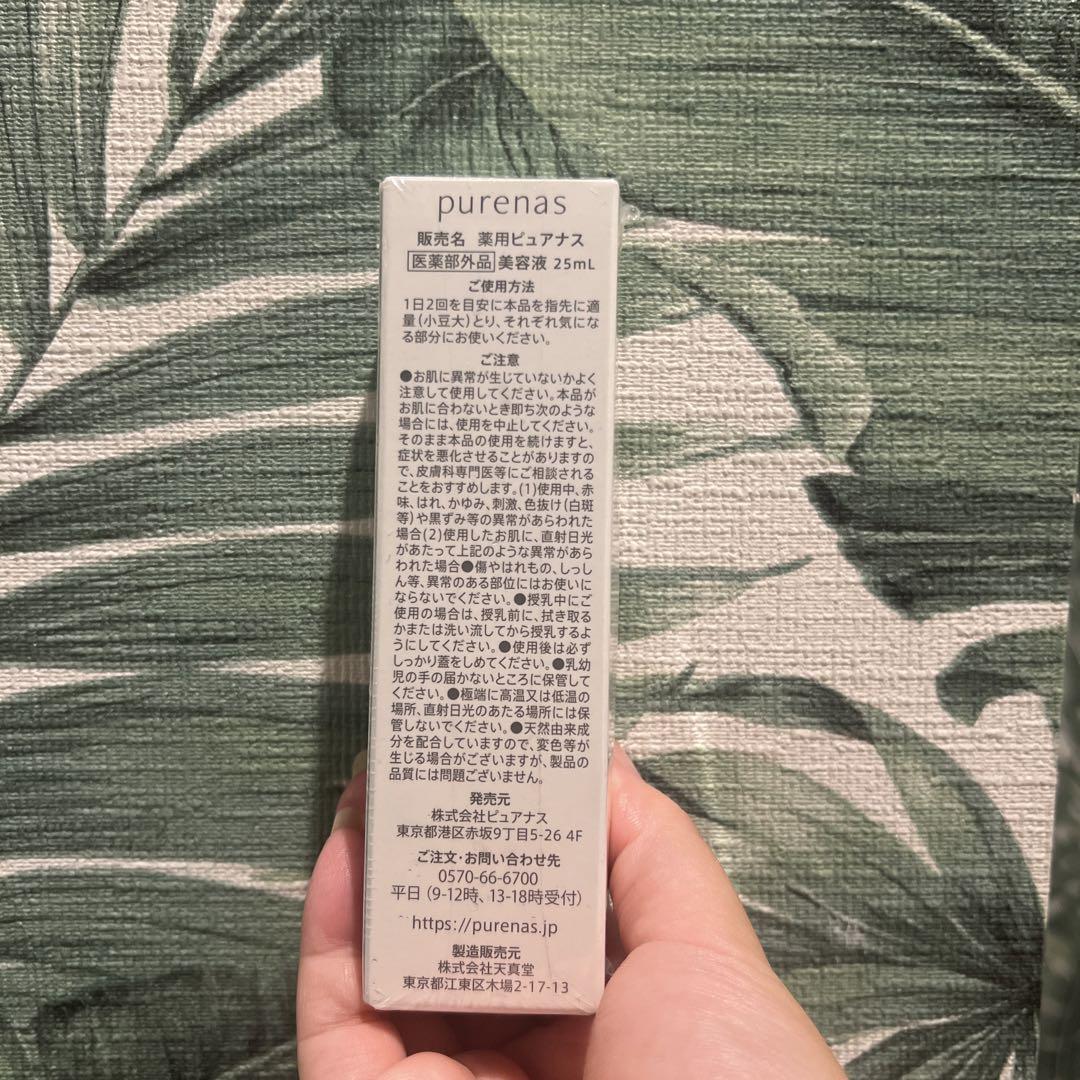 purenas
販売名 薬用ピュアナス
医薬部外品 美容液 25mL
ご使用方法
1日2回を目安に本品を指先に適
量(小豆大)とり、それぞれ気にな
る部分にお使いください。
ご注意
●お肌に異常が生じていないかよく
注意して使用してください。本品が
お肌に合わないとき即ち次のような
場合には、使用を中止してください。
そのまま本品の使用を続けますと、
症状を悪化させることがありますの
で、皮膚科専門医等にご相談される
ことをおすすめします。(1)使用中、赤
味、はれ、かゆみ、刺激、色抜け(白斑
等)や黒ずみ等の異常があらわれた
場合(2)使用したお肌に、直射日光
があたって上記のような異常があら
われた場合●傷やはれもの、しっし
ん等、異常のある部位にはお使いに
ならないでください。●授乳中にご
使用の場合は、授乳前に、拭き取る
かまたは洗い流してから授乳するよ
うにしてください。●使用後は必ず
しっかり蓋をしめてください。●乳幼
児の手の届かないところに保管して
ください。●極端に高温又は低温の
場所、直射日光のあたる場所には保
管しないでください。●天然由来成
分を配合していますので、変色等が
生じる場合がございますが、製品の
品質には問題ございません。
発売元
株式会社ピュアナス
東京都港区赤坂9丁目5-26 4F
ご注文・お問い合わせ先
0570-66-6700
平日(9-12時、13-18時受付)
https://purenas.jp
製造販売元
株式会社天真堂
東京都江東区木場2-17-13